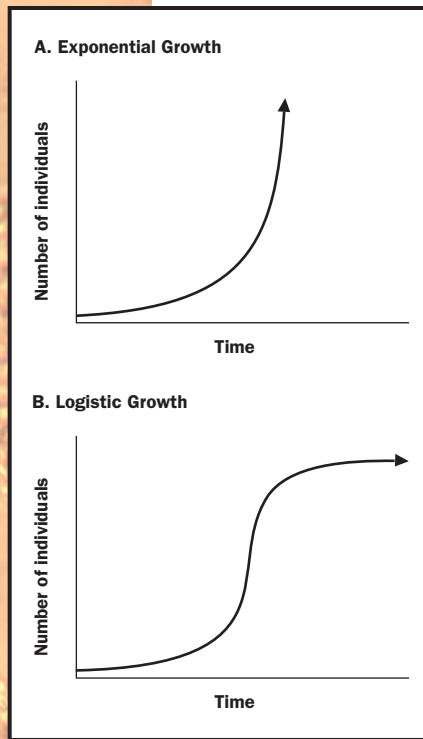 A. Exponential Growth
Number of individuals
Time
B. Logistic Growth
Number of individuals
Time